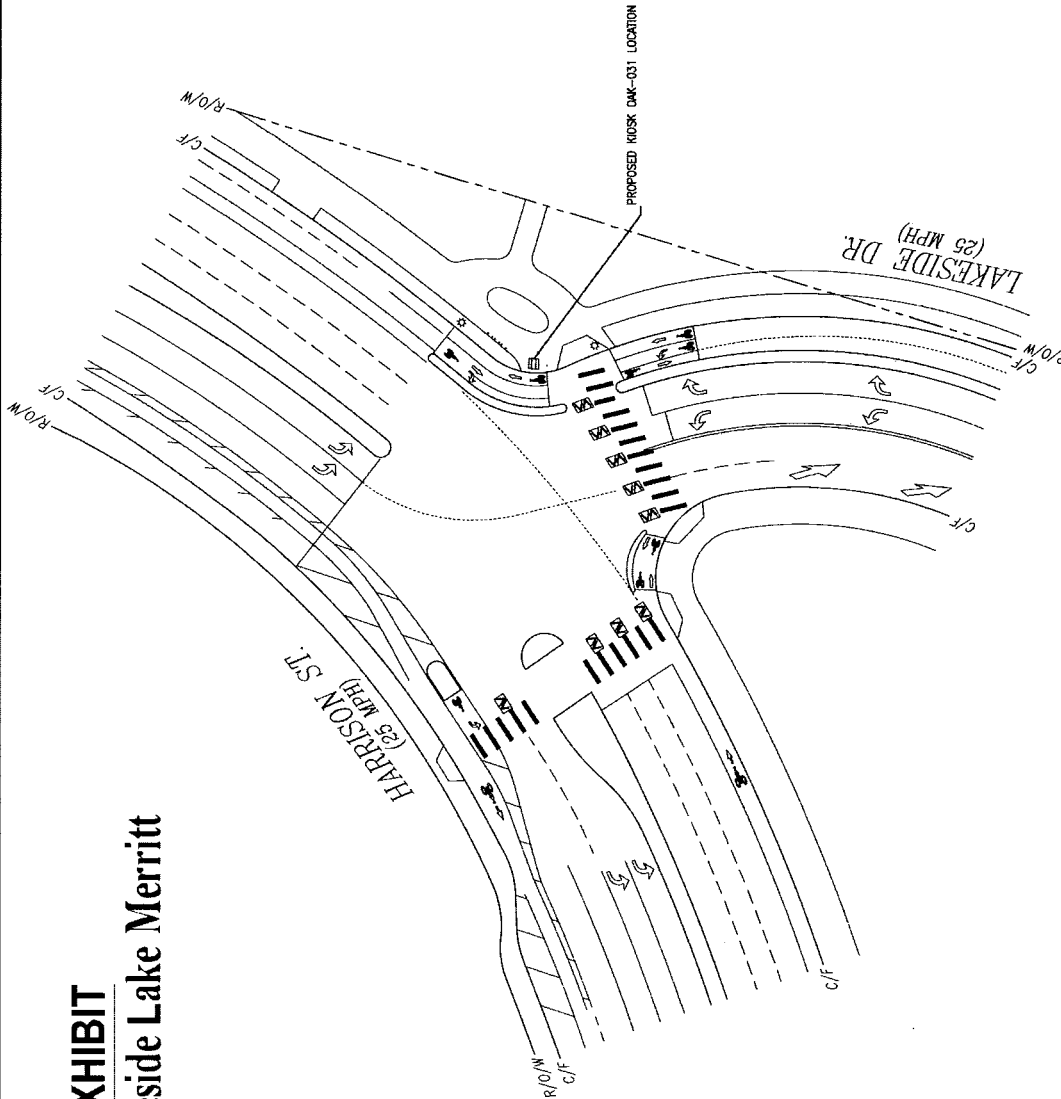 XHIBIT
side Lake Merritt
R/O/W
C/F
R/O/W
C/F
PROPOSED KIOSK OAK-031 LOCATION
LAKESIDE DR.
(25 MPH)
R/O/W
C/F
C/F
HARRISON ST.
(25 MPH)
R/O/W
C/F
C/F